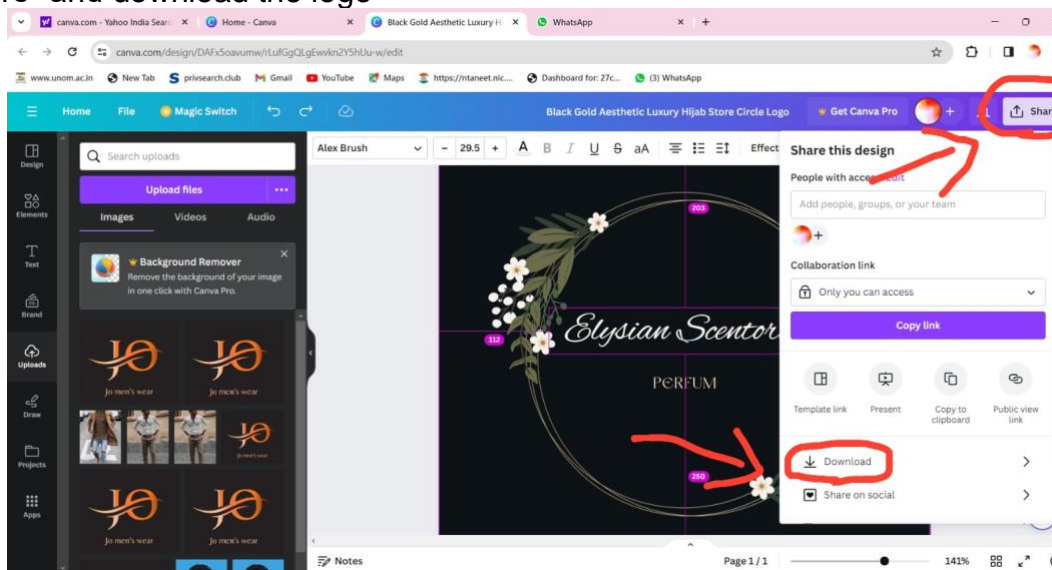 and download the logo
canva.com - Yahoo India Sear
Home - Canva
Black Gold Aesthetic Luxury H
WhatsApp
canva.com/design/DAFx5oavumw/rLufGgQLgEwvkn2Y5hUu-w/edit
www.unom.ac.in New Tab privsearch.club Gmail YouTube Maps https://ntaneet.nic.... Dashboard for: 27c... (3) WhatsApp
Home File Magic Switch Black Gold Aesthetic Luxury Hijab Store Circle Logo Get Canva Pro Shar
Design
Elements
Text
Brand
Uploads
Draw
Projects
Apps
Search uploads
Upload files
Images Videos Audio
Background Remover
Remove the background of your image
in one click with Canva Pro.
JO JO
Jo men's wear Jo men's wear
JO
Jo men's wear
JO JO
Jo men's wear Jo men's wear
Alex Brush - 29.5 + A B I U S aA Effect
203
112
Elysian Scentor
PERFUM
250
Share this design
People with access Edit
Add people, groups, or your team
Collaboration link
Only you can access
Copy link
Template link
Present
Copy to
clipboard
Public view
link
Download
Share on social
Notes Page 1 / 1 141%